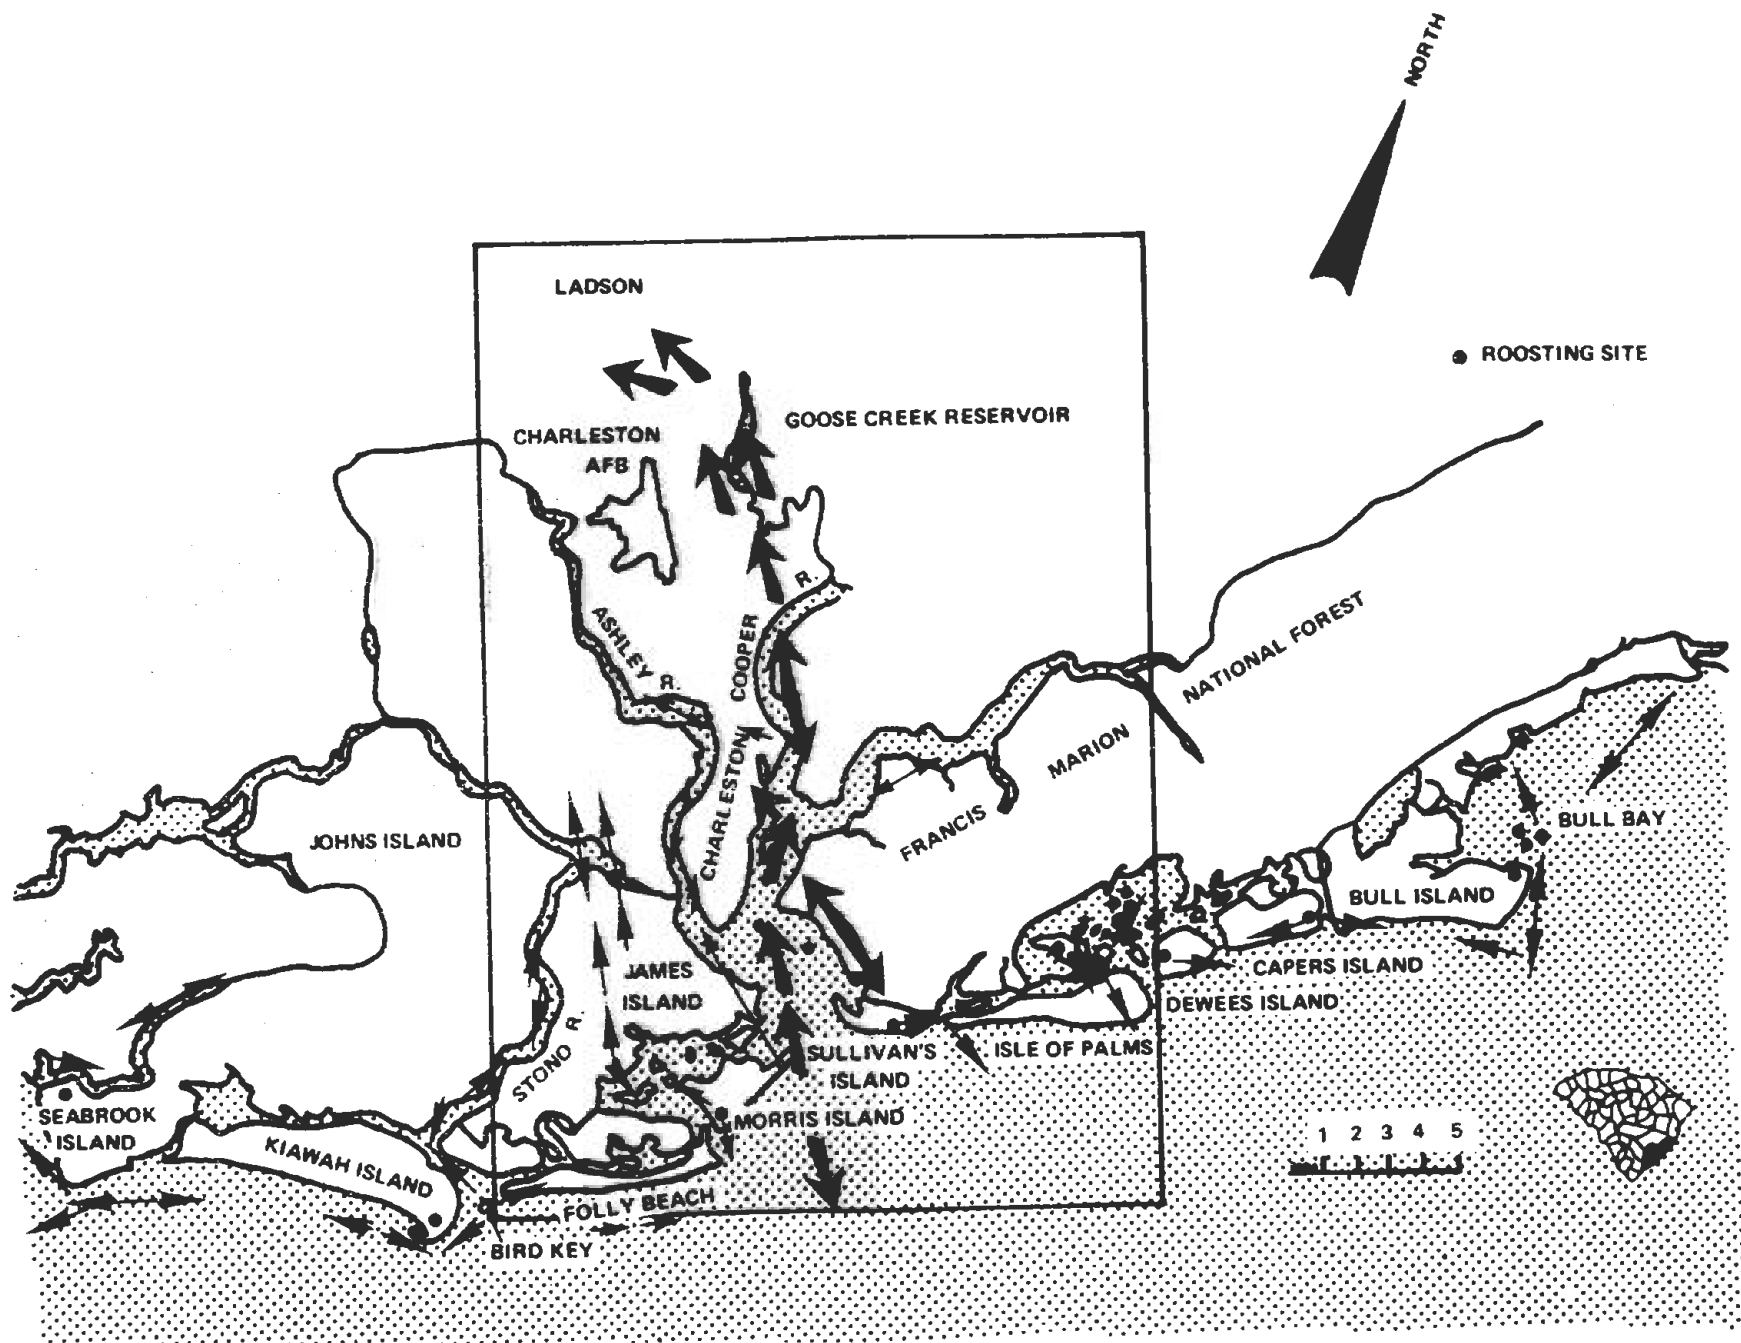 NORTH
LADSON
ROOSTING SITE
GOOSE CREEK RESERVOIR
CHARLESTON
AFB
R.
ASHLEY R.
COOPER
NATIONAL FOREST
MARION
FRANCIS
CHARLESTON
JOHNS ISLAND
BULL BAY
BULL ISLAND
JAMES
ISLAND
CAPERS ISLAND
DEWEES ISLAND
STONO R.
SULLIVAN'S
ISLAND
ISLE OF PALMS
SEABROOK
ISLAND
MORRIS ISLAND
1 2 3 4 5
KIAWAH ISLAND
FOLLY BEACH
BIRD KEY